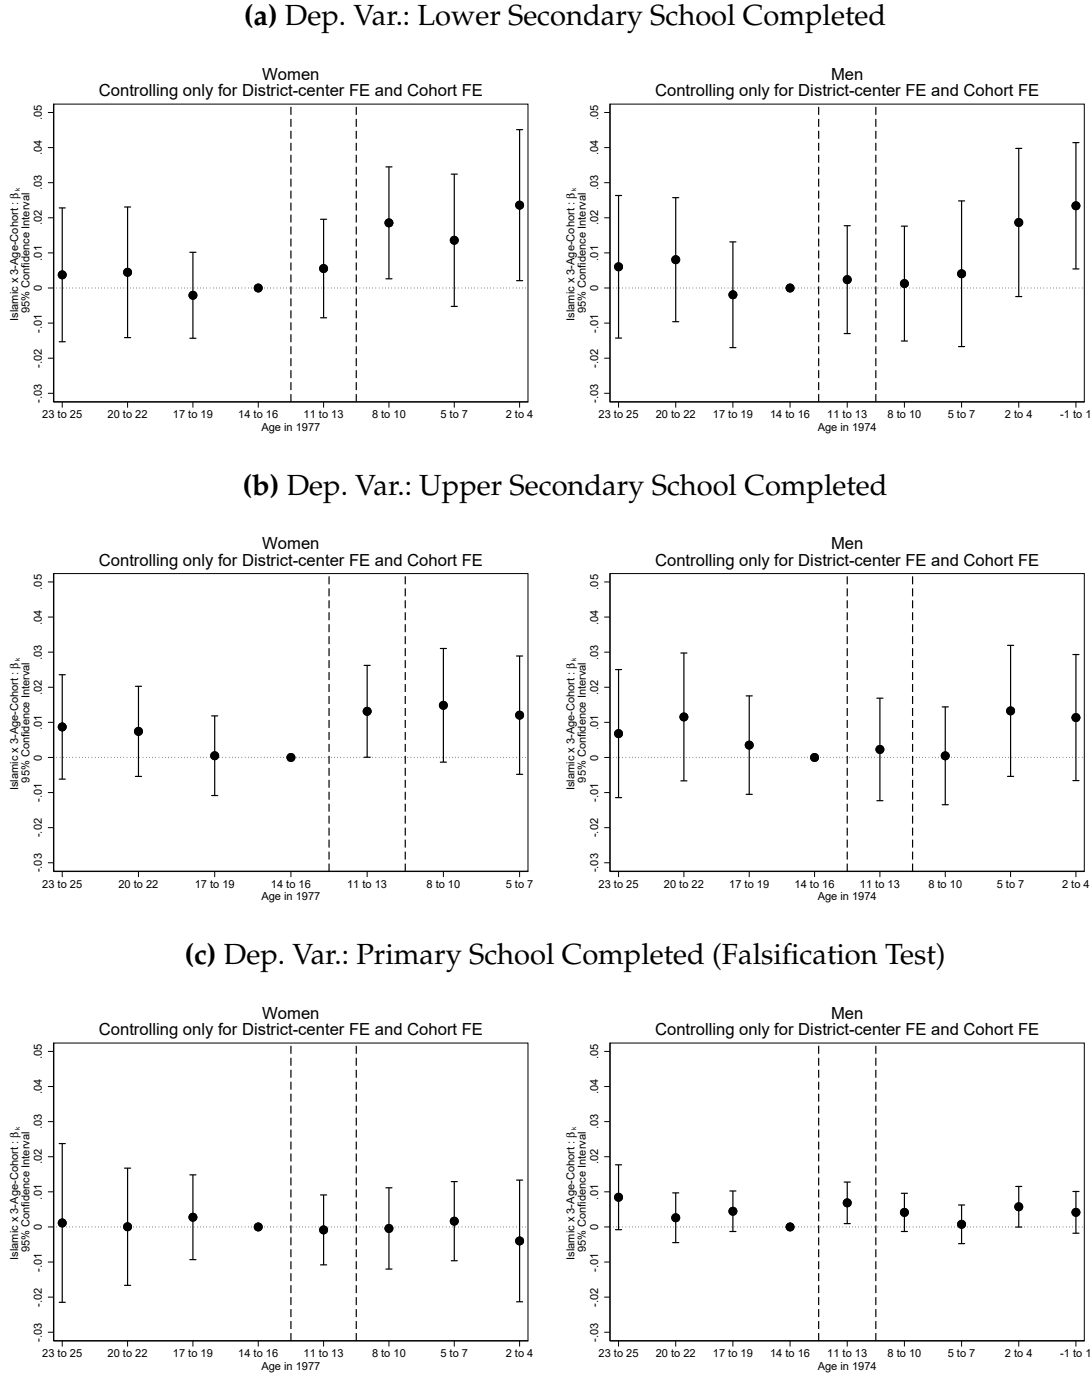 (a) Dep. Var.: Lower Secondary School Completed
Women
Controlling only for District-center FE and Cohort FE
Islamic x 3-Age-Cohort : βk
95% Confidence Interval
.05
.04
.03
.02
.01
0
-.01
-.02
-.03
23 to 25 20 to 22 17 to 19 14 to 16 11 to 13 8 to 10 5 to 7 2 to 4
Age in 1977
Men
Controlling only for District-center FE and Cohort FE
Islamic x 3-Age-Cohort : βk
95% Confidence Interval
.05
.04
.03
.02
.01
0
-.01
-.02
-.03
23 to 25 20 to 22 17 to 19 14 to 16 11 to 13 8 to 10 5 to 7 2 to 4 -1 to 1
Age in 1974
(b) Dep. Var.: Upper Secondary School Completed
Women
Controlling only for District-center FE and Cohort FE
Islamic x 3-Age-Cohort : βk
95% Confidence Interval
.05
.04
.03
.02
.01
0
-.01
-.02
-.03
23 to 25 20 to 22 17 to 19 14 to 16 11 to 13 8 to 10 5 to 7
Age in 1977
Men
Controlling only for District-center FE and Cohort FE
Islamic x 3-Age-Cohort : βk
95% Confidence Interval
.05
.04
.03
.02
.01
0
-.01
-.02
-.03
23 to 25 20 to 22 17 to 19 14 to 16 11 to 13 8 to 10 5 to 7 2 to 4
Age in 1974
(c) Dep. Var.: Primary School Completed (Falsification Test)
Women
Controlling only for District-center FE and Cohort FE
Islamic x 3-Age-Cohort : βk
95% Confidence Interval
.05
.04
.03
.02
.01
0
-.01
-.02
-.03
23 to 25 20 to 22 17 to 19 14 to 16 11 to 13 8 to 10 5 to 7 2 to 4
Age in 1977
Men
Controlling only for District-center FE and Cohort FE
Islamic x 3-Age-Cohort : βk
95% Confidence Interval
.05
.04
.03
.02
.01
0
-.01
-.02
-.03
23 to 25 20 to 22 17 to 19 14 to 16 11 to 13 8 to 10 5 to 7 2 to 4 -1 to 1
Age in 1974